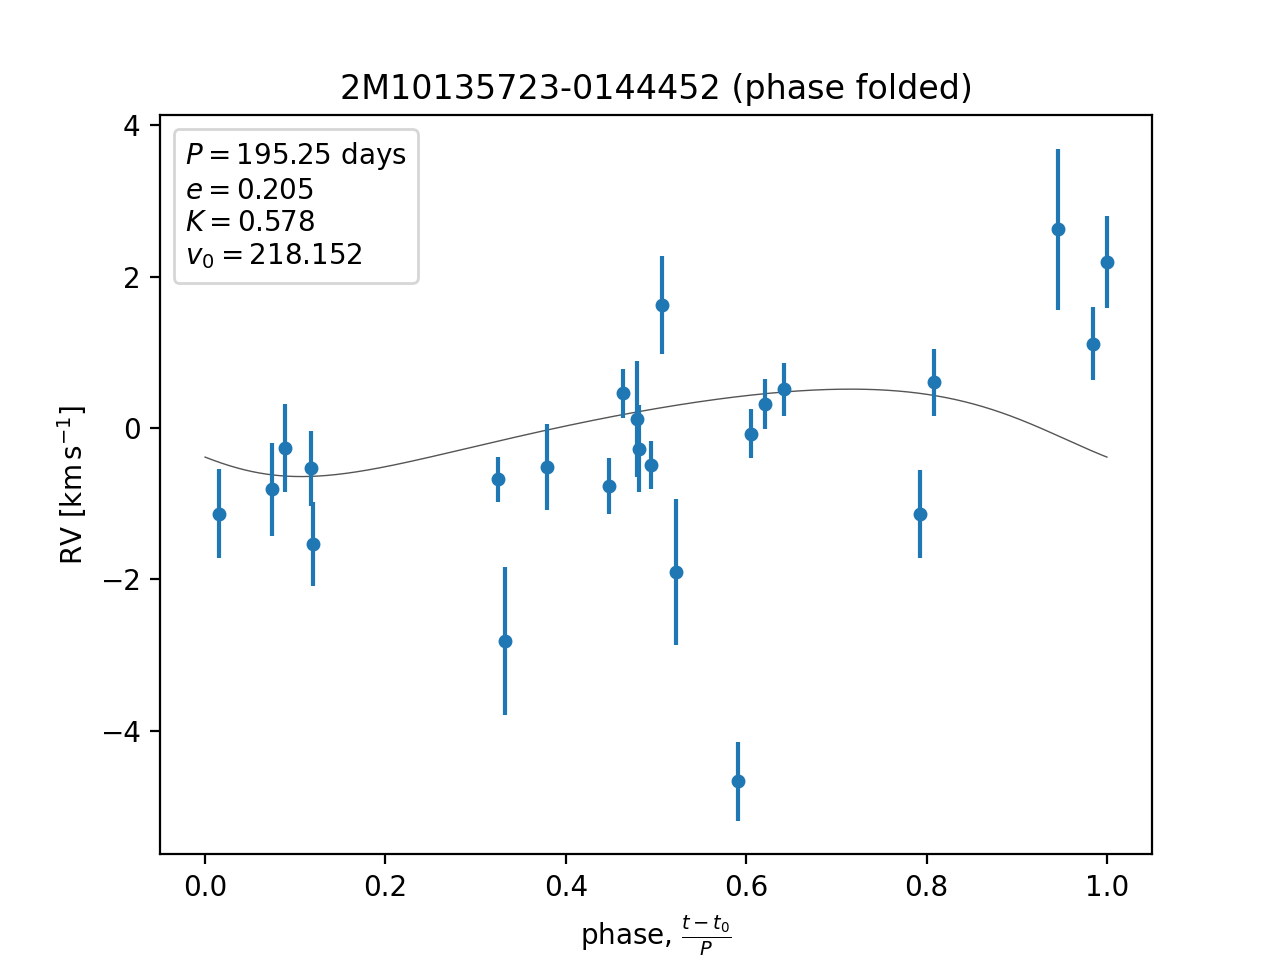 2M10135723-0144452 (phase folded)
P = 195.25 days
e = 0.205
K = 0.578
v₀ = 218.152
4
2
0
−2
−4
RV [km s⁻¹]
0.0 0.2 0.4 0.6 0.8 1.0
phase, (t − t₀)/P